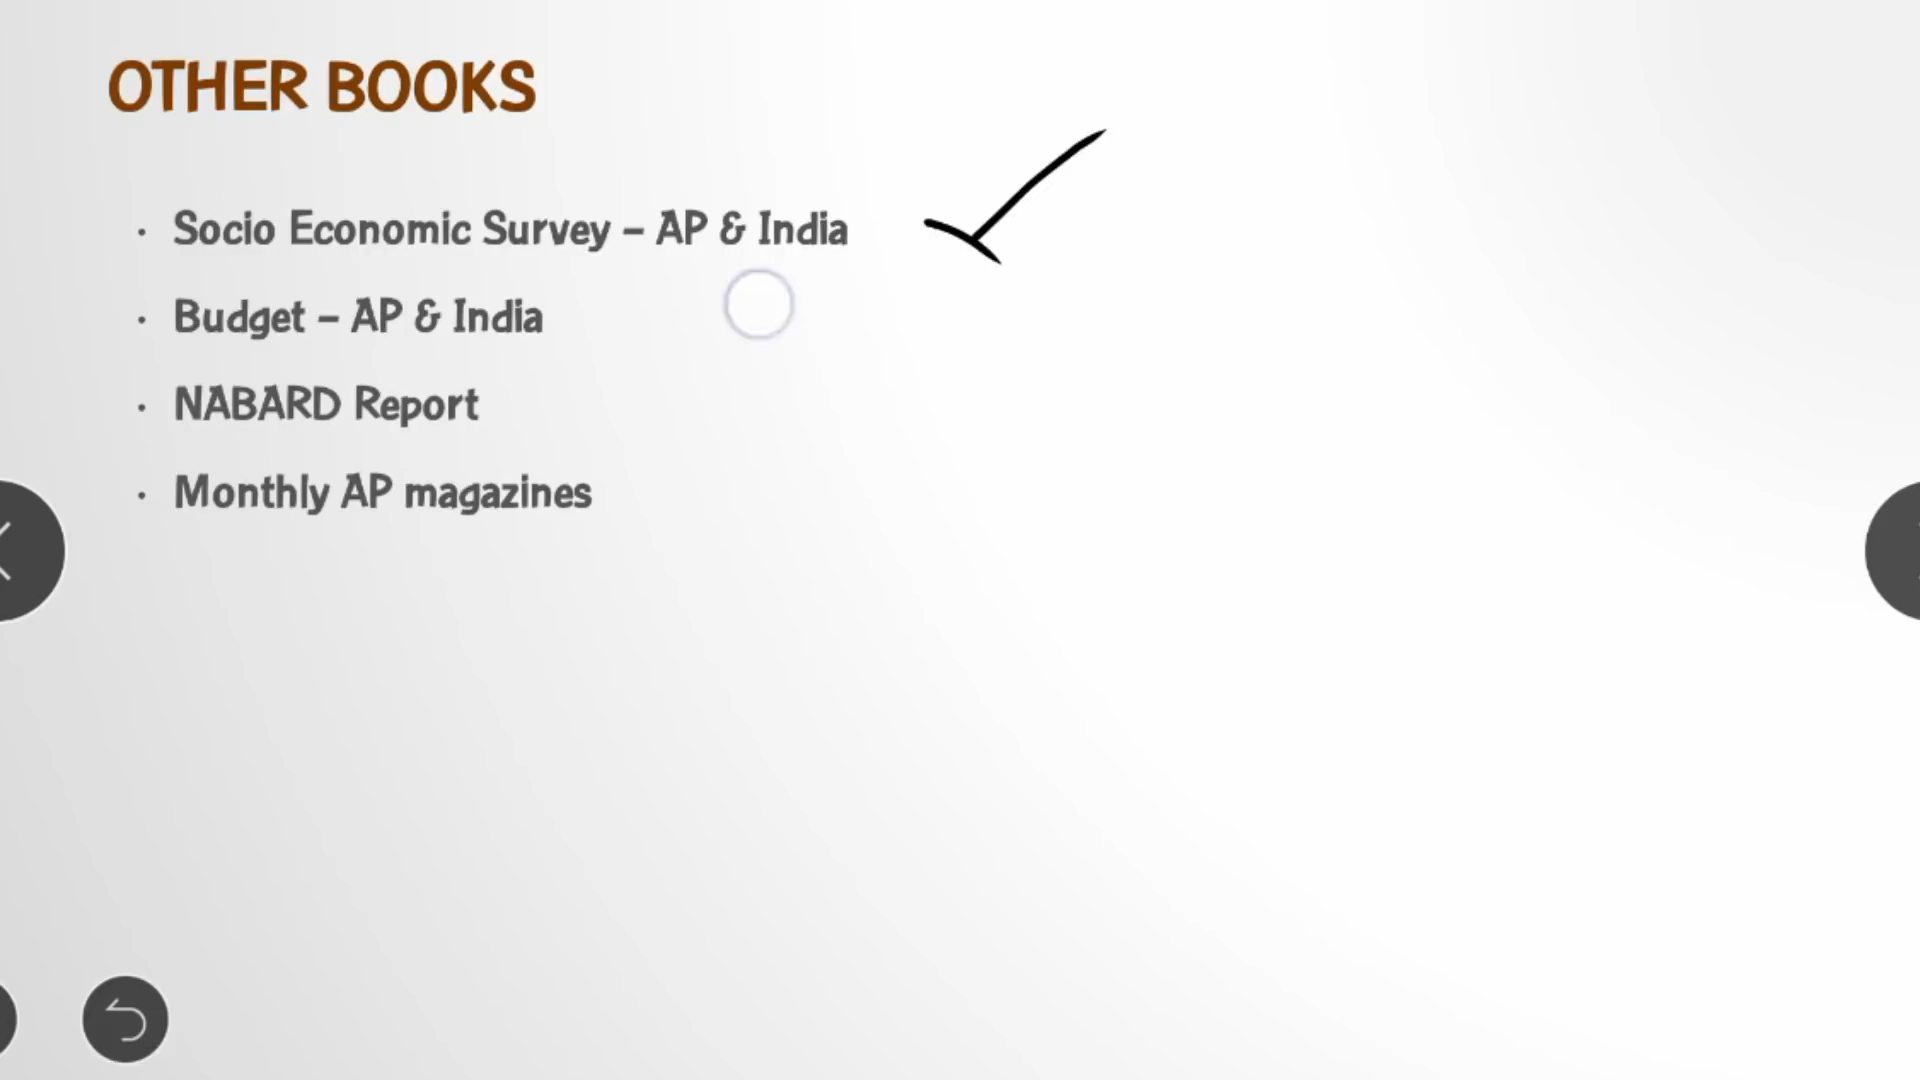 OTHER BOOKS
· Socio Economic Survey – AP & India
· Budget – AP & India
· NABARD Report
· Monthly AP magazines